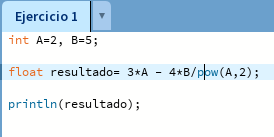 Ejercicio 1
int A=2, B=5;
float resultado= 3*A - 4*B/pow(A,2);
println(resultado);